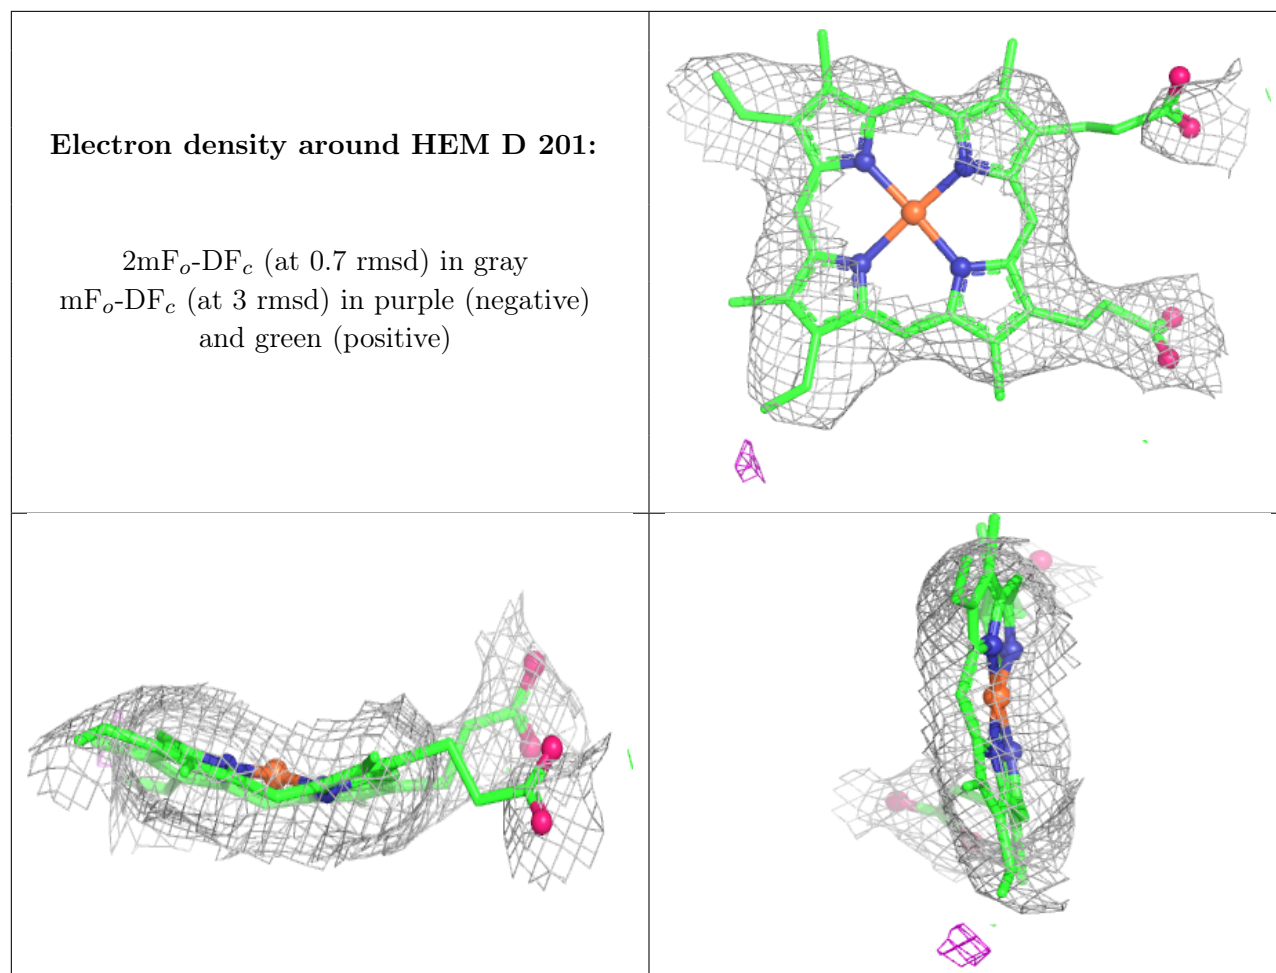 Electron density around HEM D 201:
2mFo-DFc (at 0.7 rmsd) in gray
mFo-DFc (at 3 rmsd) in purple (negative)
and green (positive)